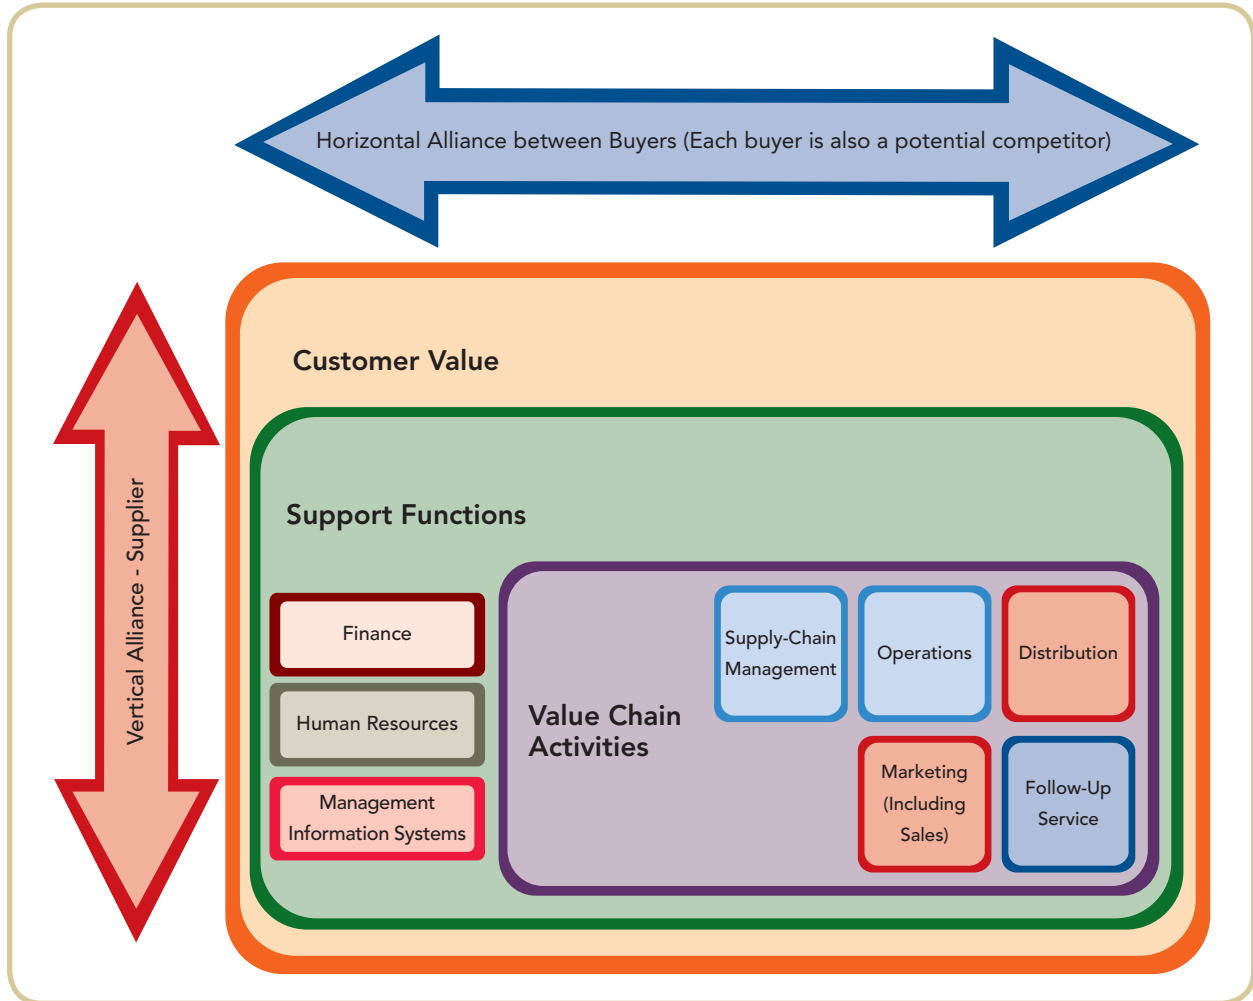 Horizontal Alliance between Buyers (Each buyer is also a potential competitor)
Vertical Alliance - Supplier
Customer Value
Support Functions
Finance
Human Resources
Management
Information Systems
Value Chain
Activities
Supply-Chain
Management
Operations
Distribution
Marketing
(Including
Sales)
Follow-Up
Service